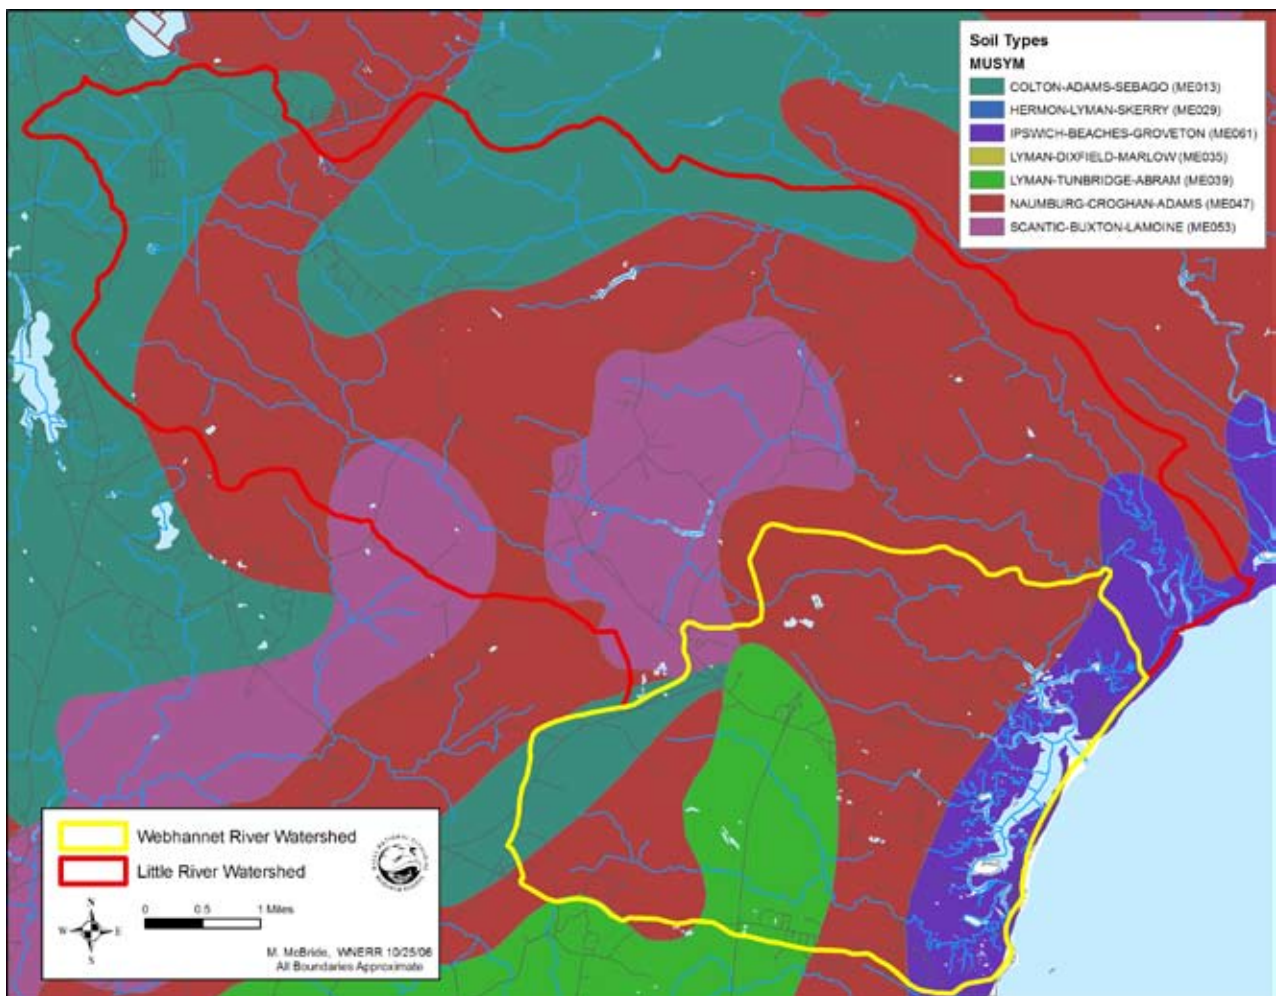 Soil Types
MUSYM
COLTON-ADAMS-SEBAGO (ME013)
HERMON-LYMAN-SKERRY (ME029)
IPSWICH-BEACHES-GROVETON (ME061)
LYMAN-DIXFIELD-MARLOW (ME035)
LYMAN-TUNBRIDGE-ABRAM (ME039)
NAUMBURG-CROGHAN-ADAMS (ME047)
SCANTIC-BUXTON-LAMOINE (ME053)
Webhannet River Watershed
Little River Watershed
N
W E
S
0 0.5 1 Miles
M. McBride, WNERR 10/25/06
All Boundaries Approximate